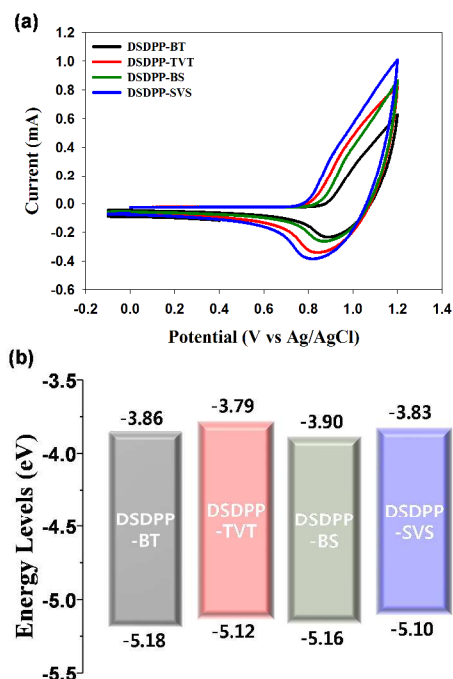 (a)
DSDPP-BT
DSDPP-TVT
DSDPP-BS
DSDPP-SVS
Current (mA)
1.2
1.0
0.8
0.6
0.4
0.2
0.0
-0.2
-0.4
-0.6
-0.2 0.0 0.2 0.4 0.6 0.8 1.0 1.2 1.4
Potential (V vs Ag/AgCl)
(b)
Energy Levels (eV)
-3.5
-4.0
-4.5
-5.0
-5.5
-3.86 -3.79 -3.90 -3.83
DSDPP
-BT
DSDPP
-TVT
DSDPP
-BS
DSDPP
-SVS
-5.18 -5.12 -5.16 -5.10